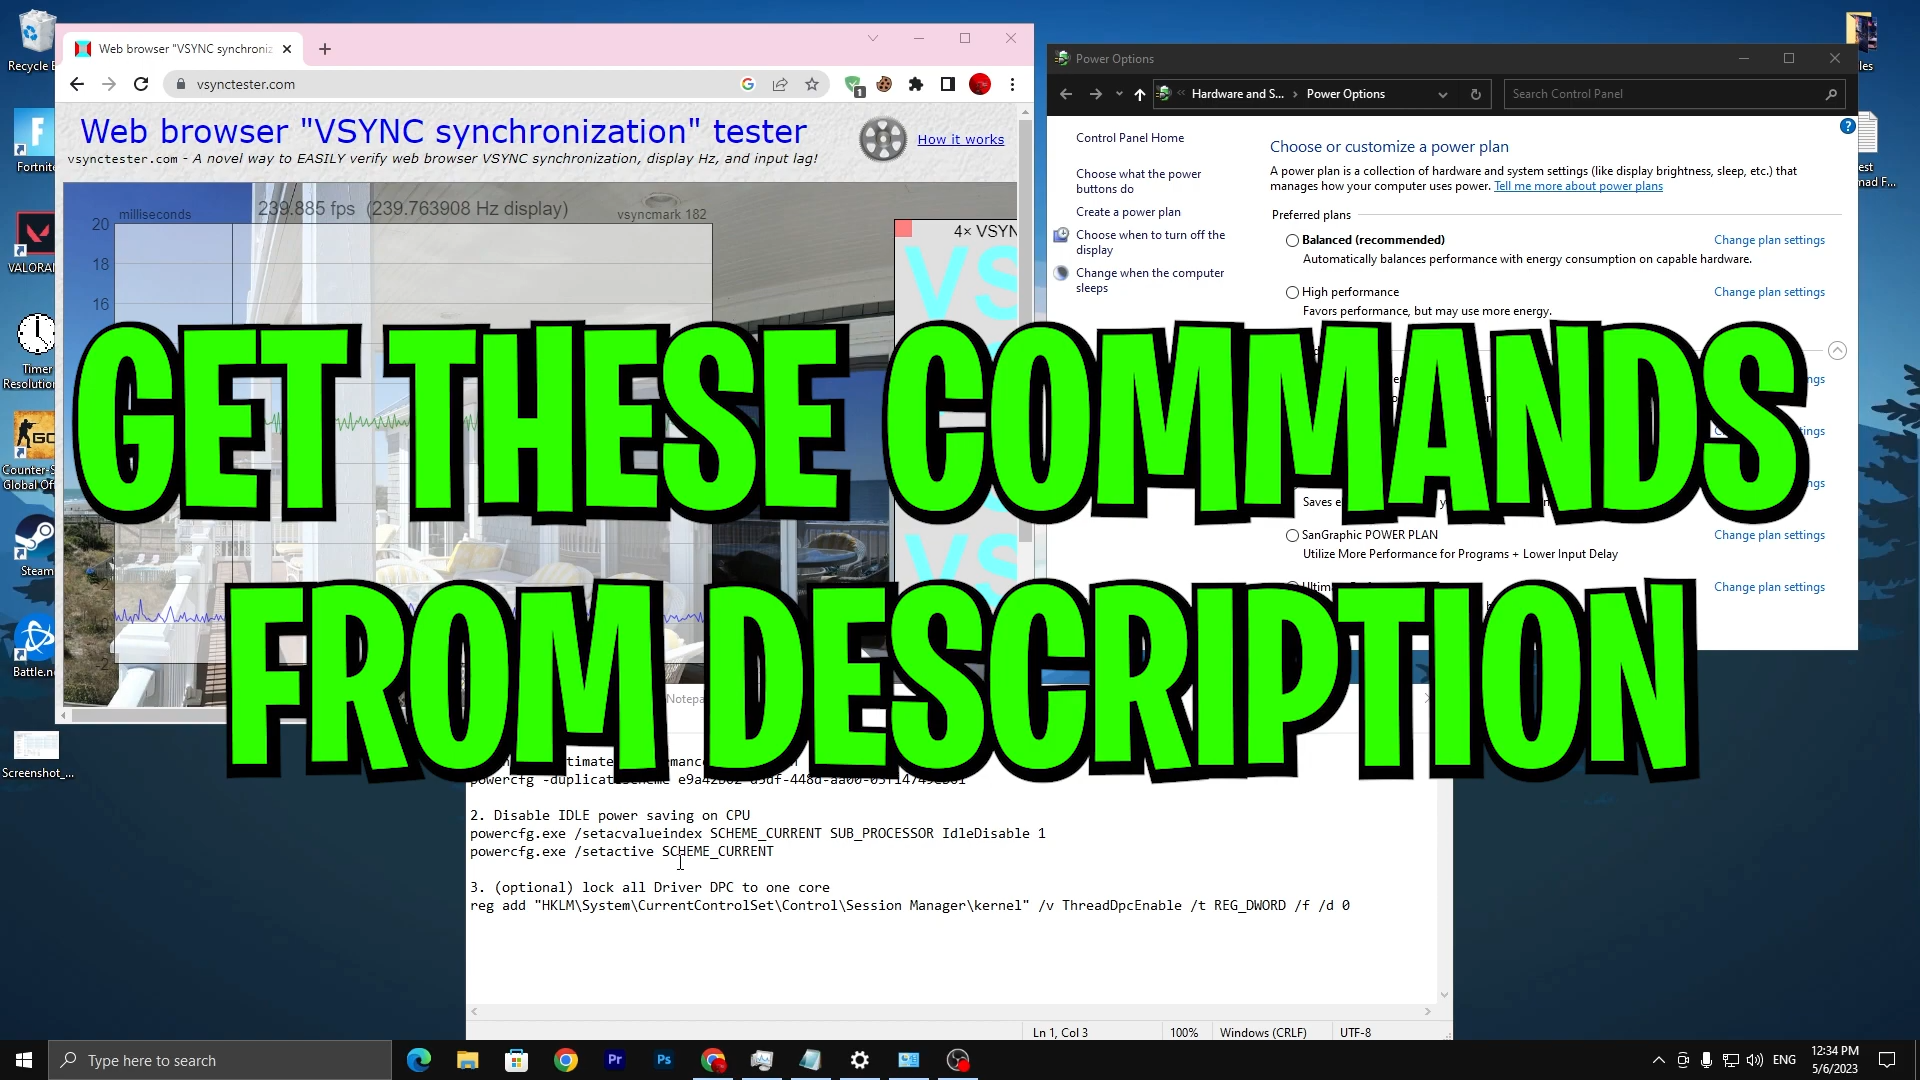 Recycle
Fortnite
VALORAN
Timer
Resolution
Counter-S
Global Of
Steam
Battle.n
Screenshot_...
Web browser "VSYNC synchroniz
vsynctester.com
1
Web browser "VSYNC synchronization" tester
How it works
vsynctester.com - A novel way to EASILY verify web browser VSYNC synchronization, display Hz, and input lag!
milliseconds
239.885 fps (239.763908 Hz display)
vsyncmark 182
20
18
16
4× VSYN
VS
VS
Power Options
Hardware and S... › Power Options
Search Control Panel
Control Panel Home
Choose what the power
buttons do
Create a power plan
Choose when to turn off the
display
Change when the computer
sleeps
Choose or customize a power plan
A power plan is a collection of hardware and system settings (like display brightness, sleep, etc.) that
manages how your computer uses power. Tell me more about power plans
Preferred plans
Balanced (recommended) Change plan settings
Automatically balances performance with energy consumption on capable hardware.
High performance Change plan settings
Favors performance, but may use more energy.
GET THESE COMMANDS
Saves e
SanGraphic POWER PLAN Change plan settings
Utilize More Performance for Programs + Lower Input Delay
Change plan settings
FROM DESCRIPTION
2. Disable IDLE power saving on CPU
powercfg.exe /setacvalueindex SCHEME_CURRENT SUB_PROCESSOR IdleDisable 1
powercfg.exe /setactive SCHEME_CURRENT
3. (optional) lock all Driver DPC to one core
reg add "HKLM\System\CurrentControlSet\Control\Session Manager\kernel" /v ThreadDpcEnable /t REG_DWORD /f /d 0
Ln 1, Col 3 100% Windows (CRLF) UTF-8
Type here to search
Pr
Ps
ENG
12:34 PM
5/6/2023